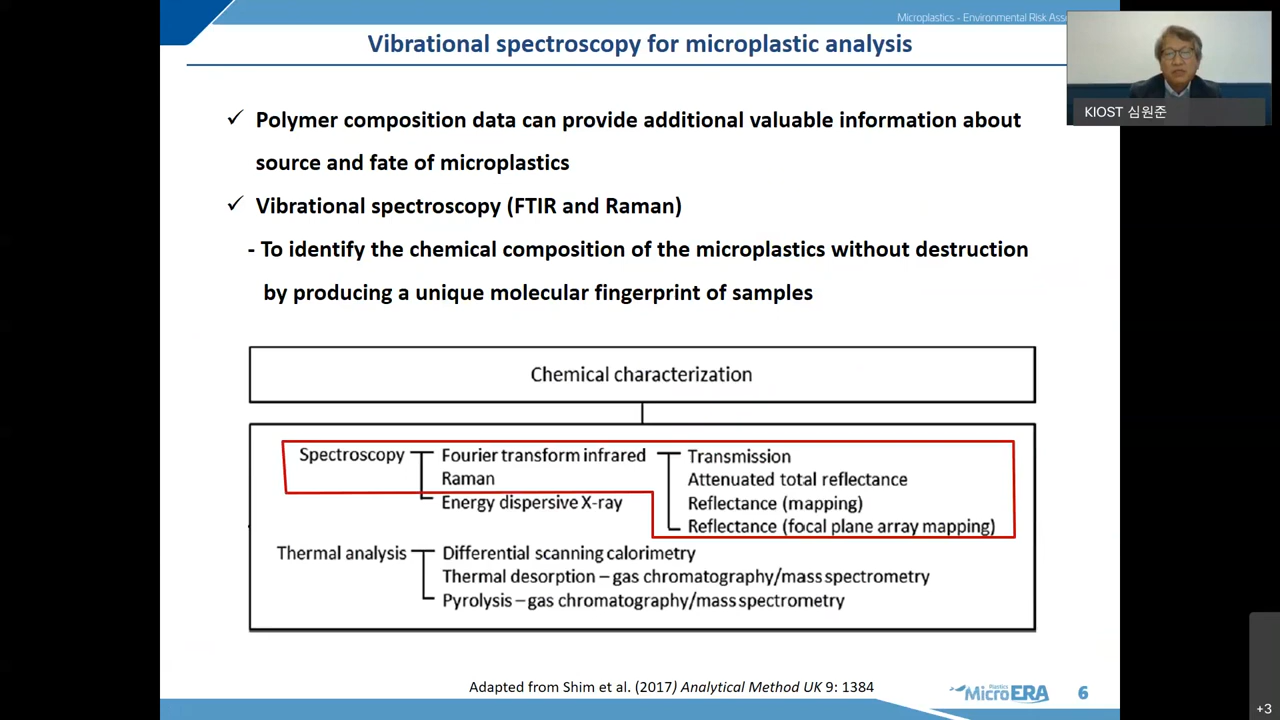 Microplastics - Environmental Risk Ass
Vibrational spectroscopy for microplastic analysis
KIOST 심원준
✓ Polymer composition data can provide additional valuable information about
source and fate of microplastics
✓ Vibrational spectroscopy (FTIR and Raman)
- To identify the chemical composition of the microplastics without destruction
by producing a unique molecular fingerprint of samples
Chemical characterization
Spectroscopy Fourier transform infrared Transmission
Raman Attenuated total reflectance
Energy dispersive X-ray Reflectance (mapping)
Reflectance (focal plane array mapping)
Thermal analysis Differential scanning calorimetry
Thermal desorption – gas chromatography/mass spectrometry
Pyrolysis – gas chromatography/mass spectrometry
Adapted from Shim et al. (2017) Analytical Method UK 9: 1384
Plastics
MicroERA
6
+3